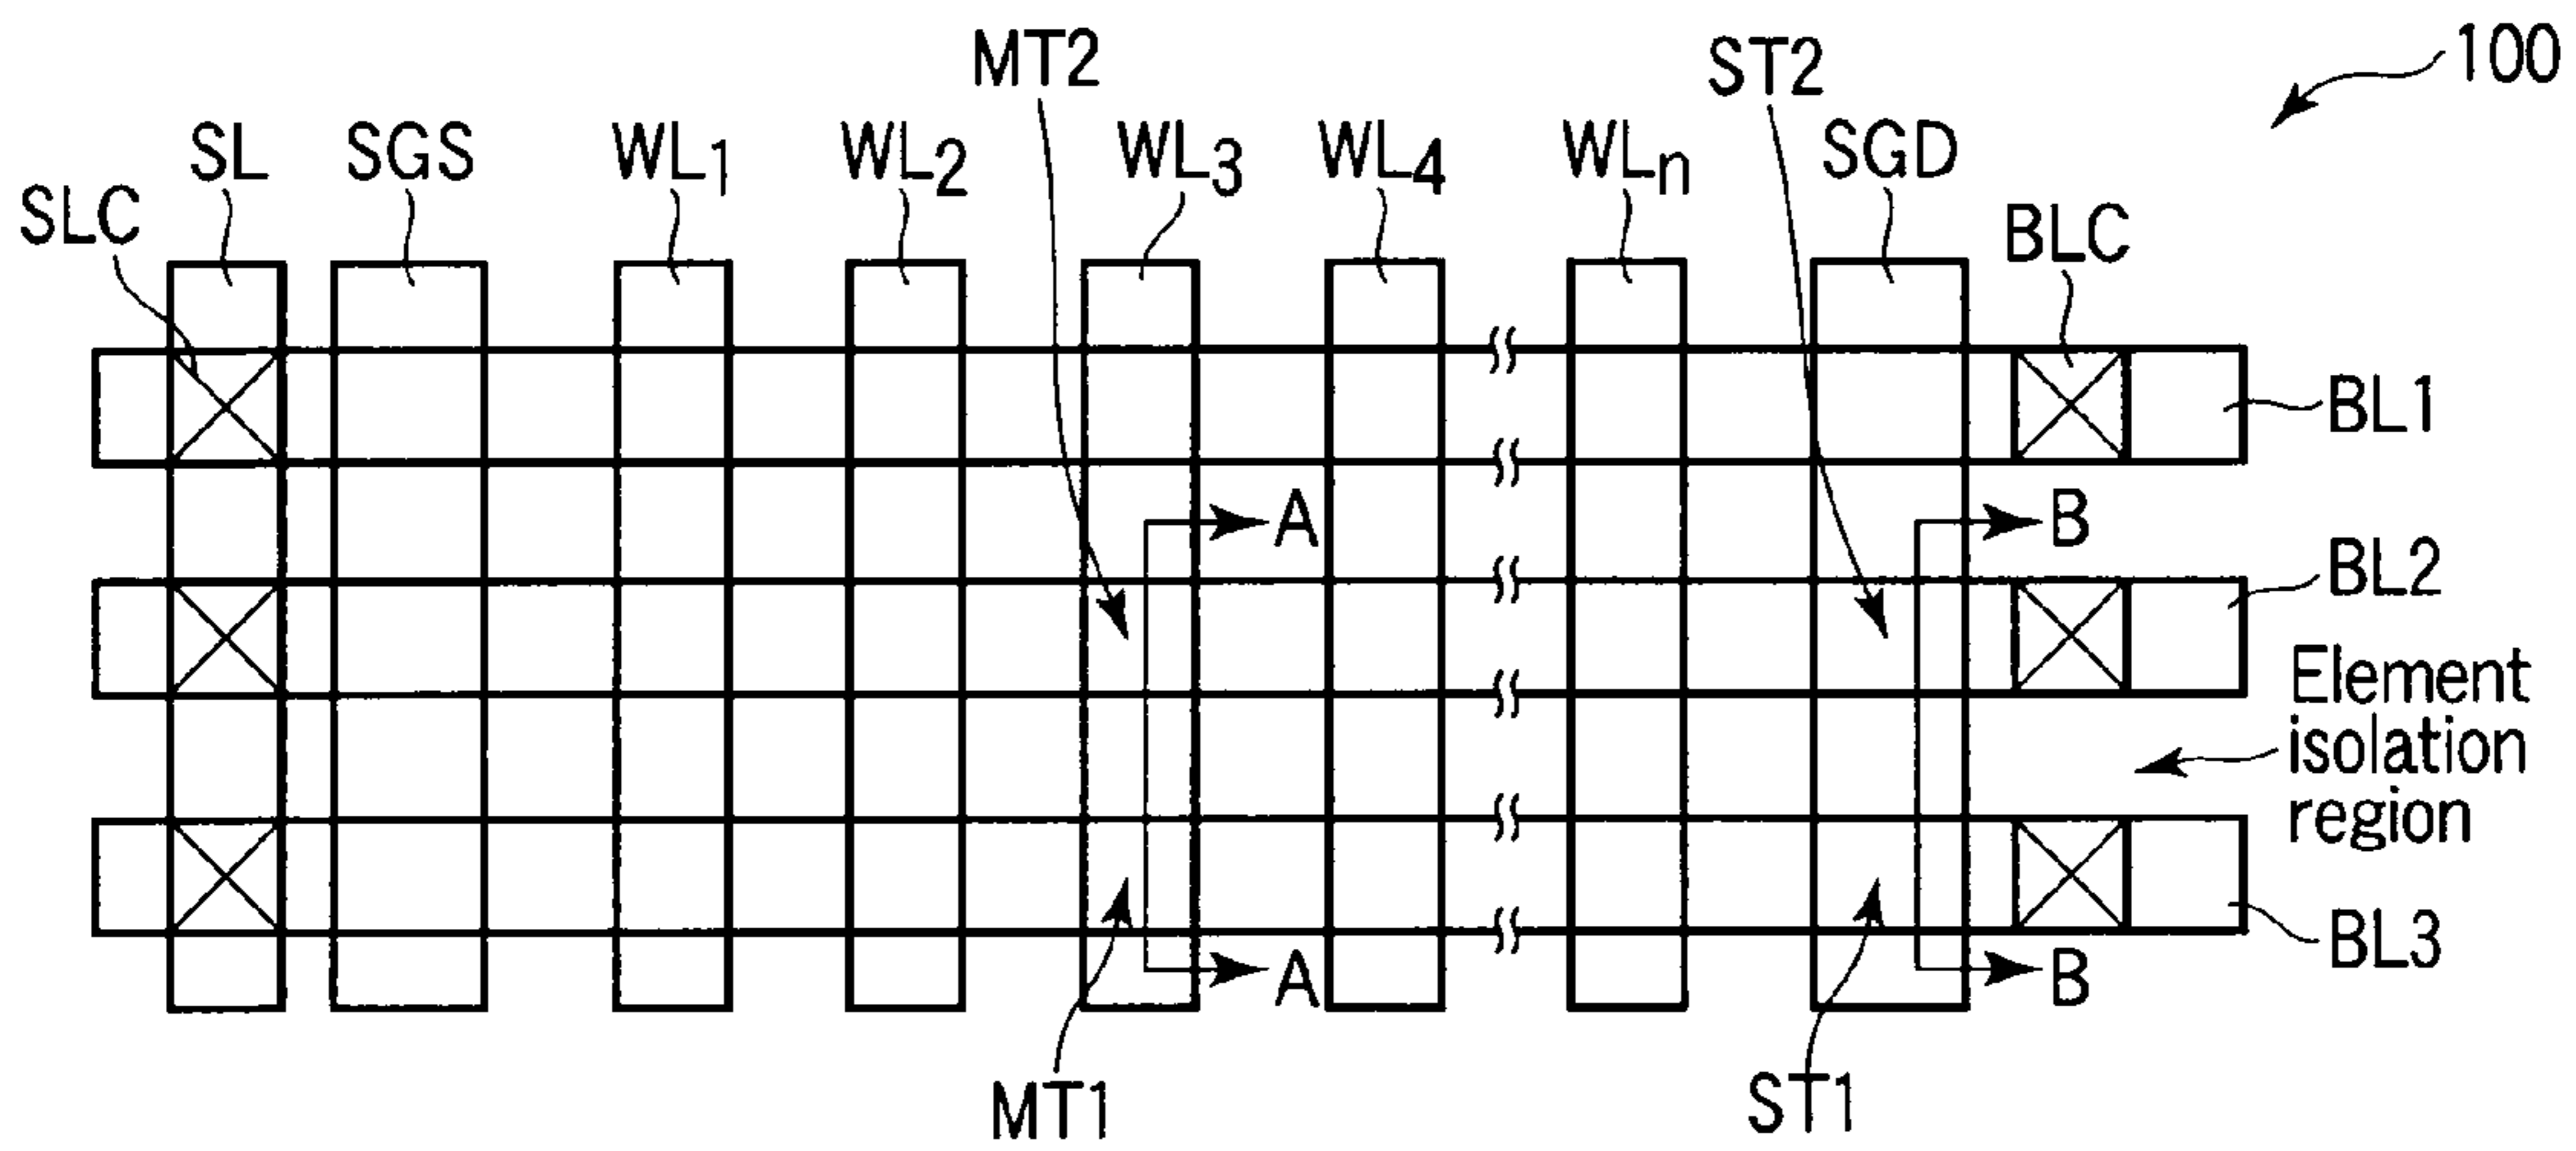 100
MT2
ST2
SL SGS WL1 WL2 WL3 WL4 WLn SGD
SLC
BLC
BL1
A B
BL2
Element
isolation
region
BL3
A B
MT1 ST1